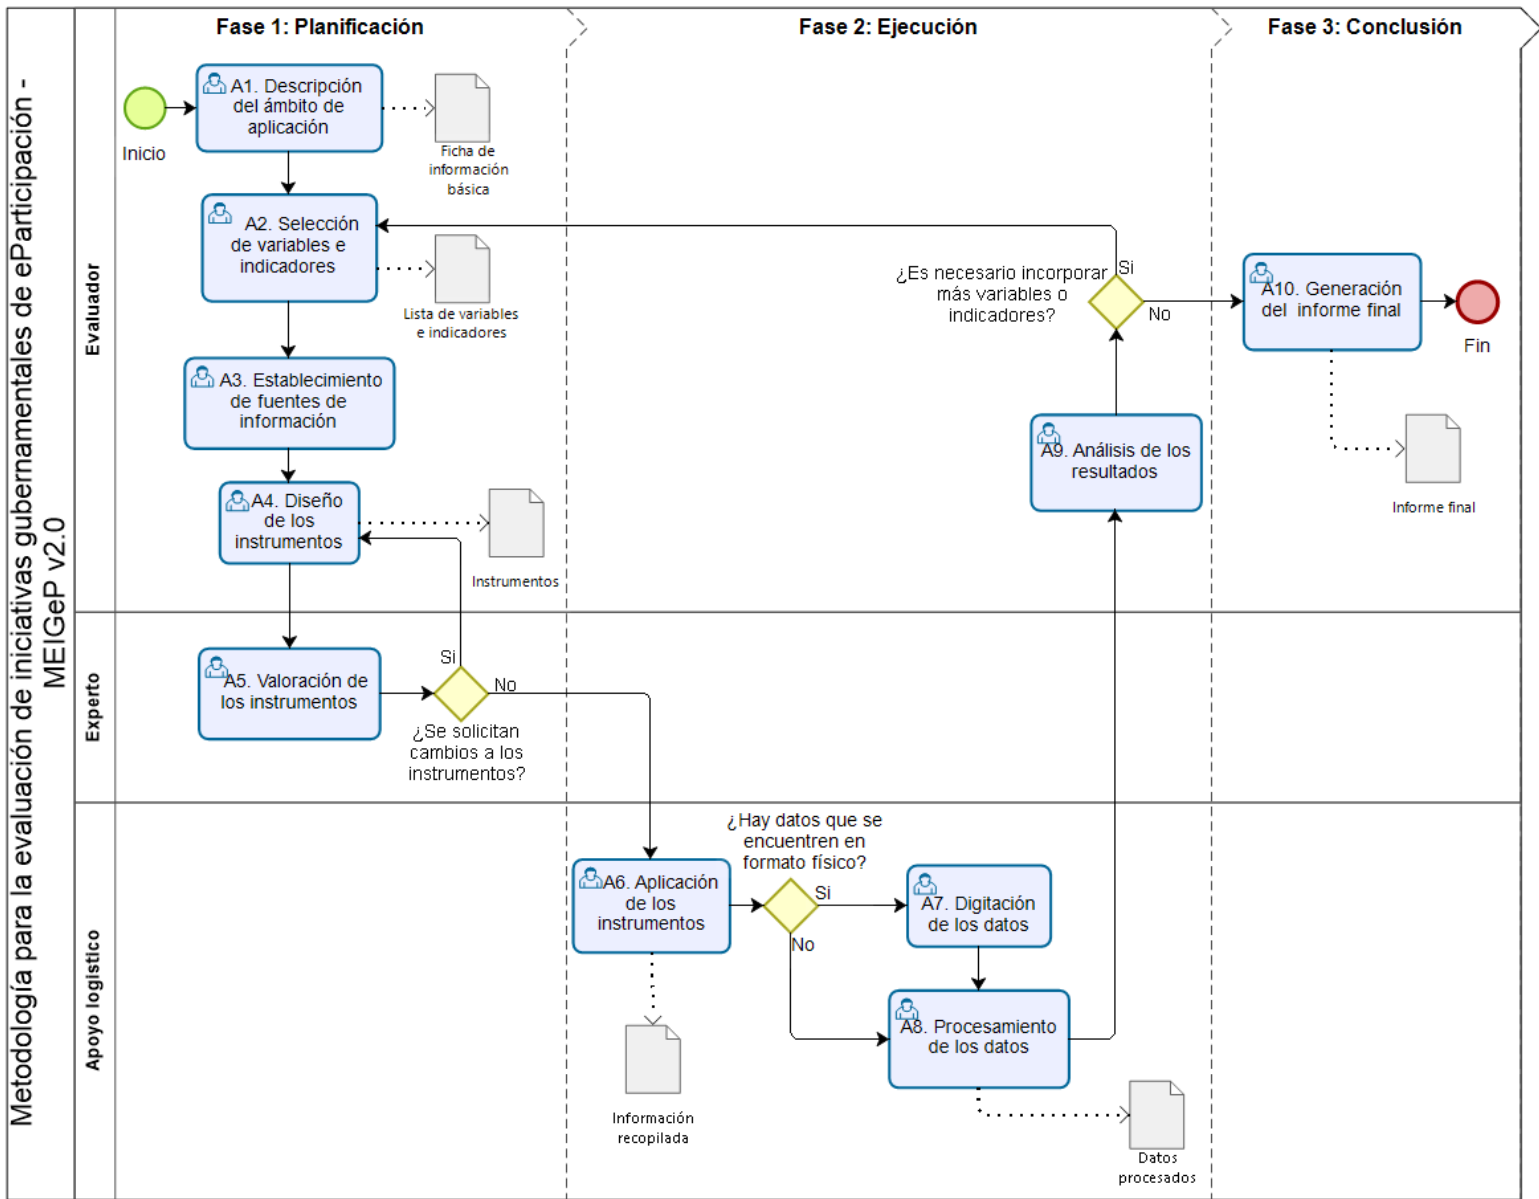 Metodología para la evaluación de iniciativas gubernamentales de eParticipación -
MEIGeP v2.0
Fase 1: Planificación
Fase 2: Ejecución
Fase 3: Conclusión
Evaluador
Inicio
A1. Descripción
del ámbito de
aplicación
Ficha de
información
básica
A2. Selección
de variables e
indicadores
Lista de variables
e indicadores
A3. Establecimiento
de fuentes de
información
A4. Diseño
de los
instrumentos
Instrumentos
¿Es necesario incorporar
más variables o
indicadores?
Si
No
A9. Análisis de los
resultados
A10. Generación
del informe final
Fin
Informe final
Experto
A5. Valoración de
los instrumentos
Si
No
¿Se solicitan
cambios a los
instrumentos?
Apoyo logístico
A6. Aplicación
de los
instrumentos
Información
recopilada
¿Hay datos que se
encuentren en
formato físico?
Si
No
A7. Digitación
de los datos
A8. Procesamiento
de los datos
Datos
procesados